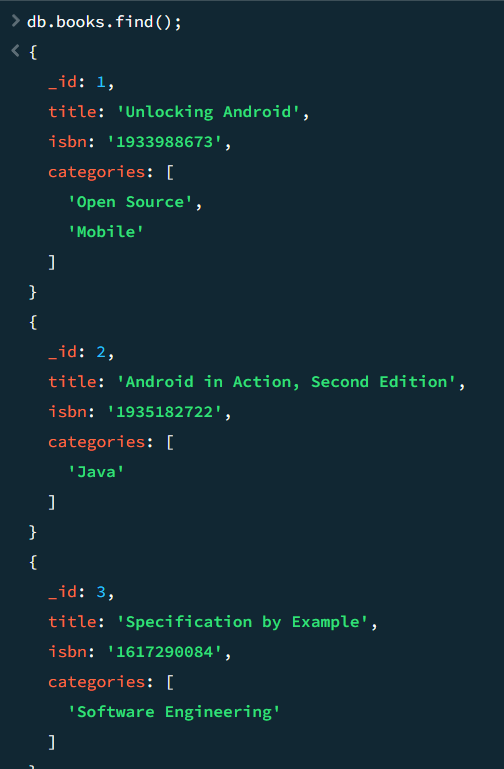 > db.books.find();
< {
_id: 1,
title: 'Unlocking Android',
isbn: '1933988673',
categories: [
'Open Source',
'Mobile'
]
}
{
_id: 2,
title: 'Android in Action, Second Edition',
isbn: '1935182722',
categories: [
'Java'
]
}
{
_id: 3,
title: 'Specification by Example',
isbn: '1617290084',
categories: [
'Software Engineering'
]
}